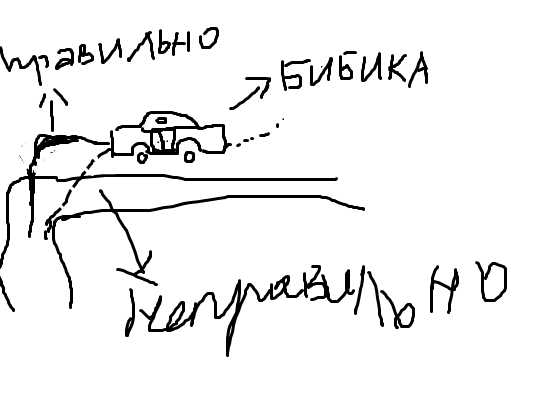 правильно
БИБИКА
Неправильно